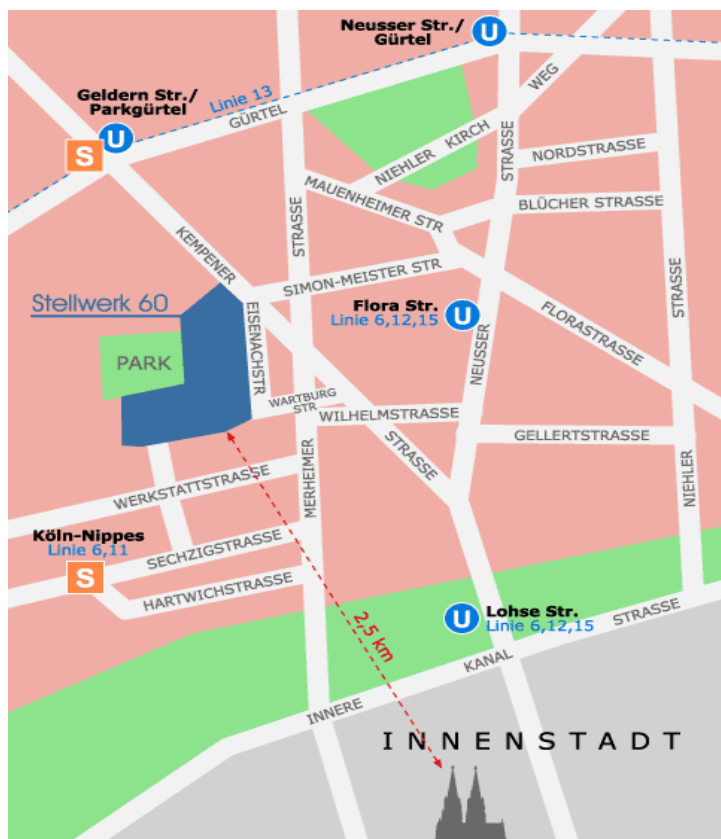 Neusser Str./
Gürtel
U
Geldern Str./
Parkgürtel
U
S
Linie 13
GÜRTEL
WEG
NIEHLER KIRCH
STRASSE
NORDSTRASSE
MAUENHEIMER STR
BLÜCHER STRASSE
STRASSE
KEMPENER
SIMON-MEISTER STR
STRASSE
Stellwerk 60
EISENACHSTR
Flora Str.
Linie 6,12,15
U
FLORASTRASSE
NEUSSER
PARK
WARTBURG
STR
WILHELMSTRASSE
STRASSE
GELLERTSTRASSE
NIEHLER
MERHEIMER
WERKSTATTSTRASSE
Köln-Nippes
Linie 6,11
S
SECHZIGSTRASSE
HARTWICHSTRASSE
2,5 km
U
Lohse Str.
Linie 6,12,15
INNERE KANAL STRASSE
INNENSTADT